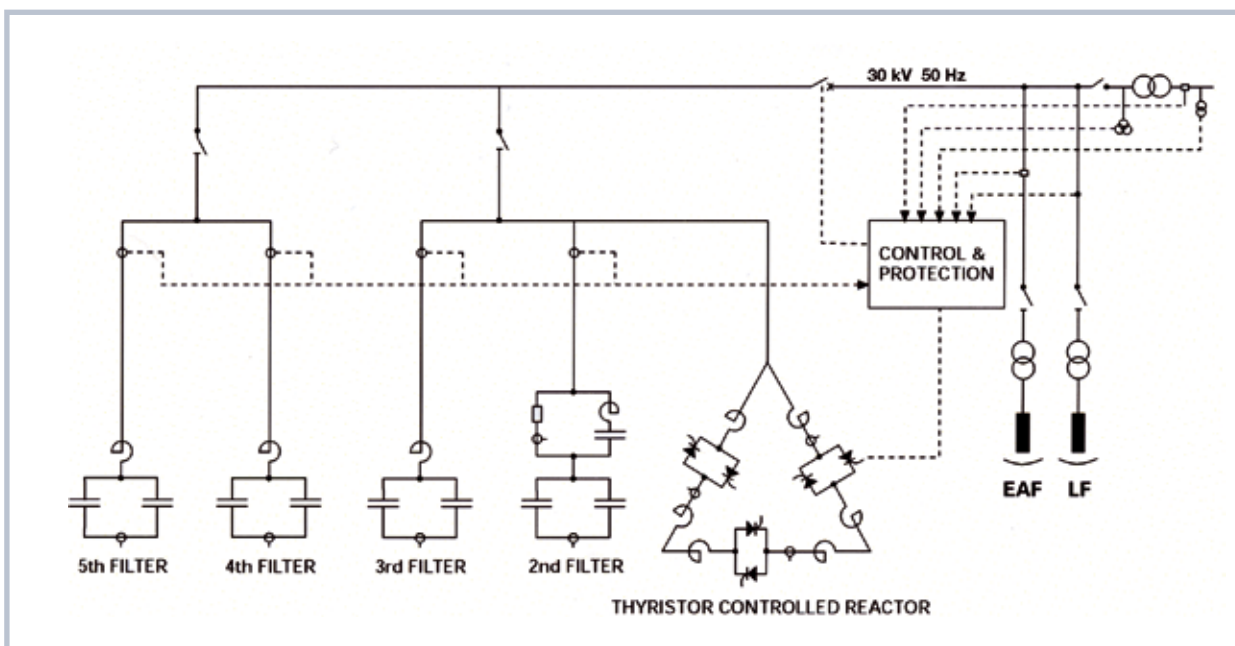 30 kV 50 Hz
CONTROL &
PROTECTION
EAF
LF
5th FILTER
4th FILTER
3rd FILTER
2nd FILTER
THYRISTOR CONTROLLED REACTOR